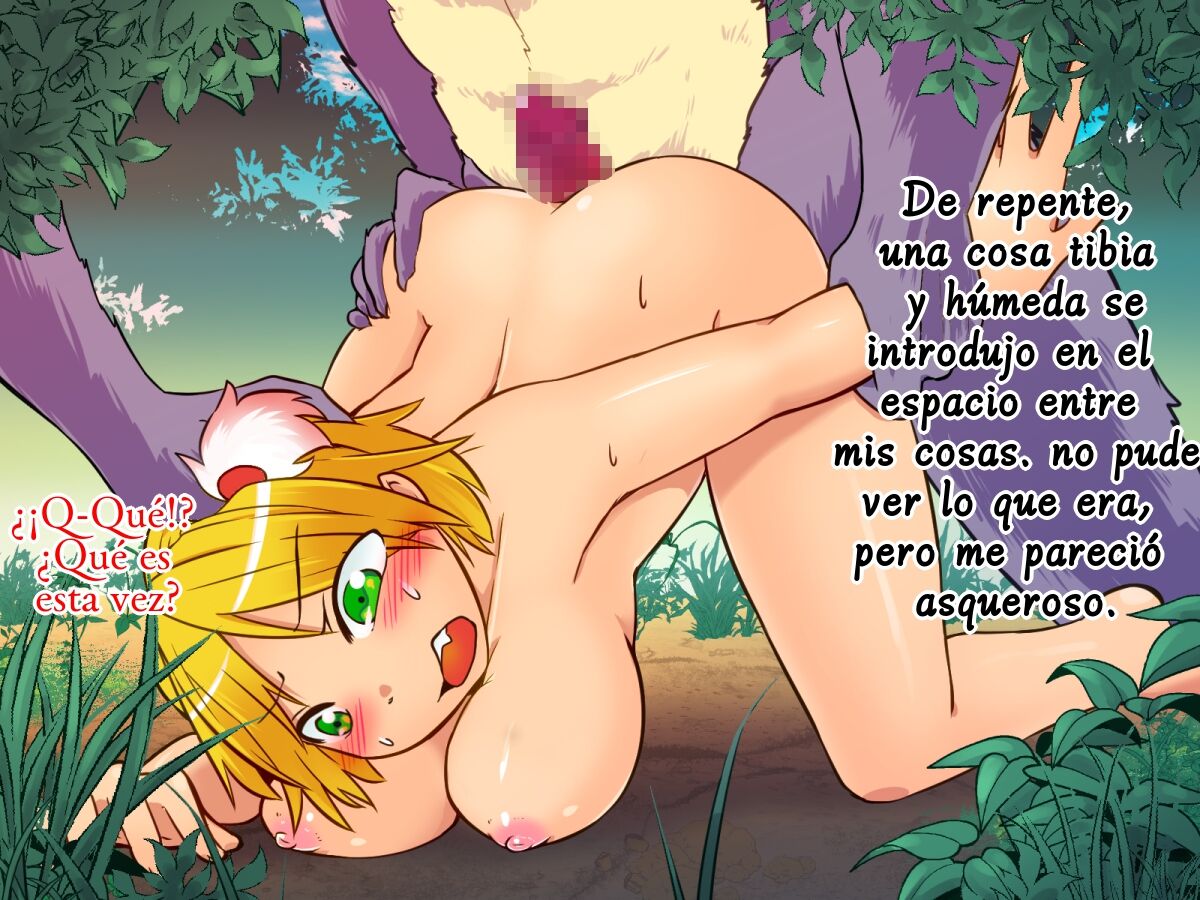 De repente,
una cosa tibia
y húmeda se
introdujo en el
espacio entre
mis cosas. no pude
ver lo que era,
pero me pareció
asqueroso.
¿¡Q-Qué!?
¿Qué es
esta vez?